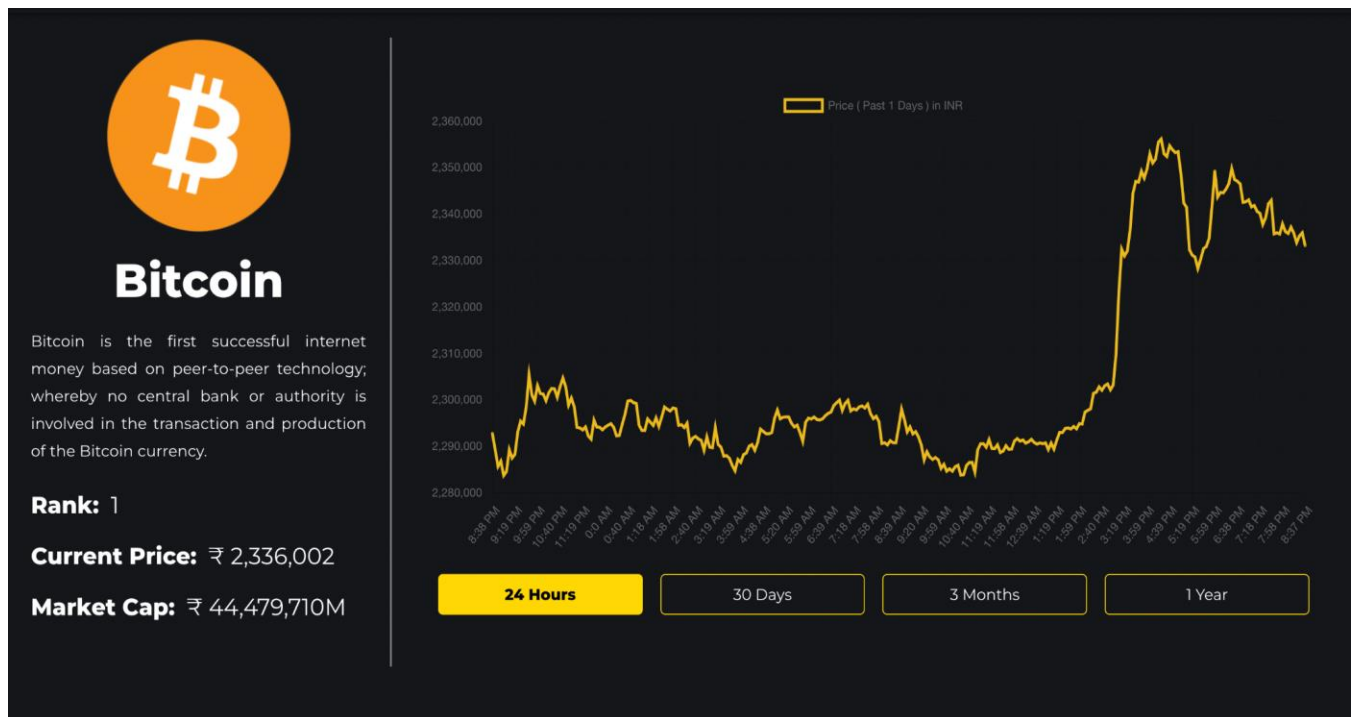 Bitcoin
Bitcoin is the first successful internet
money based on peer-to-peer technology;
whereby no central bank or authority is
involved in the transaction and production
of the Bitcoin currency.
Rank: 1
Current Price: ₹ 2,336,002
Market Cap: ₹ 44,479,710M
Price ( Past 1 Days ) in INR
2,360,000
2,350,000
2,340,000
2,330,000
2,320,000
2,310,000
2,300,000
2,290,000
2,280,000
8:38 PM
9:19 PM
9:59 PM
10:40 PM
11:19 PM
0:0 AM
0:40 AM
1:18 AM
1:58 AM
2:40 AM
3:19 AM
3:59 AM
4:38 AM
5:20 AM
5:59 AM
6:39 AM
7:18 AM
7:58 AM
8:39 AM
9:20 AM
9:59 AM
10:40 AM
11:19 AM
11:58 AM
12:39 AM
1:19 PM
1:59 PM
2:40 PM
3:19 PM
3:59 PM
4:39 PM
5:19 PM
5:59 PM
6:38 PM
7:18 PM
7:58 PM
8:37 PM
24 Hours
30 Days
3 Months
1 Year